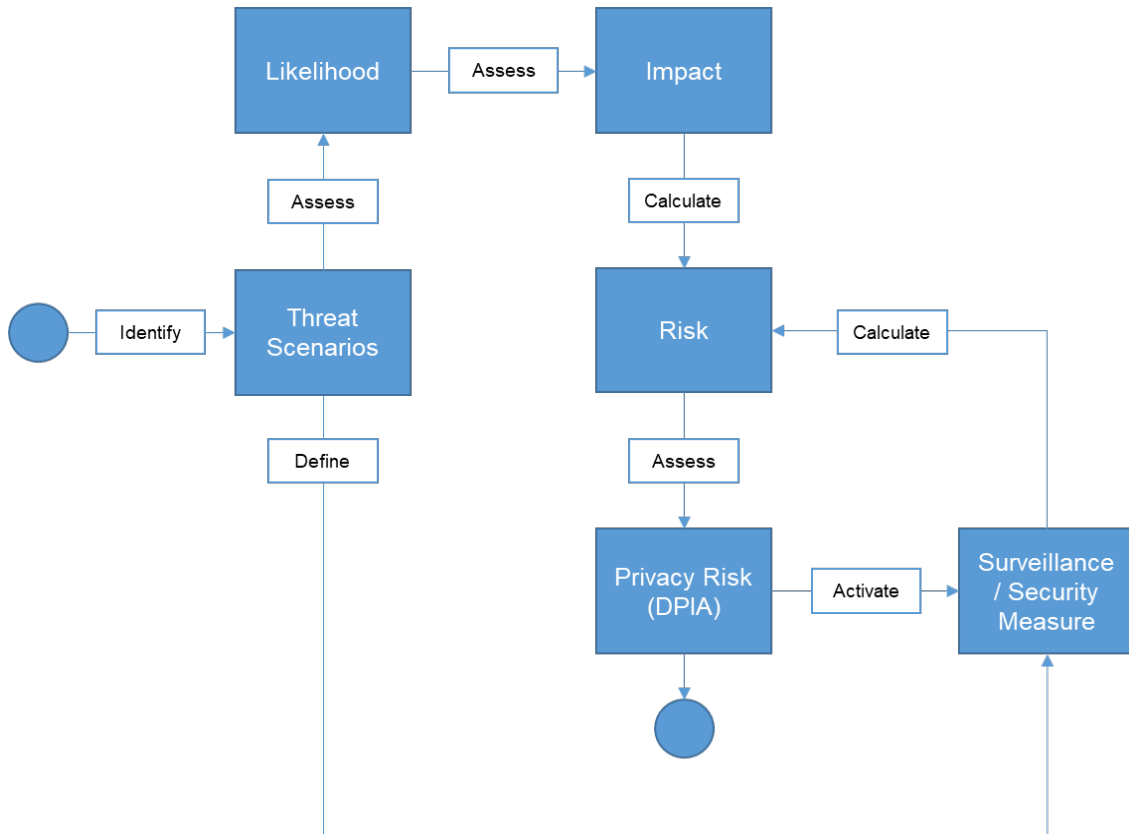 Likelihood
Assess
Impact
Assess
Calculate
Identify
Threat
Scenarios
Risk
Calculate
Define
Assess
Privacy Risk
(DPIA)
Activate
Surveillance
/ Security
Measure